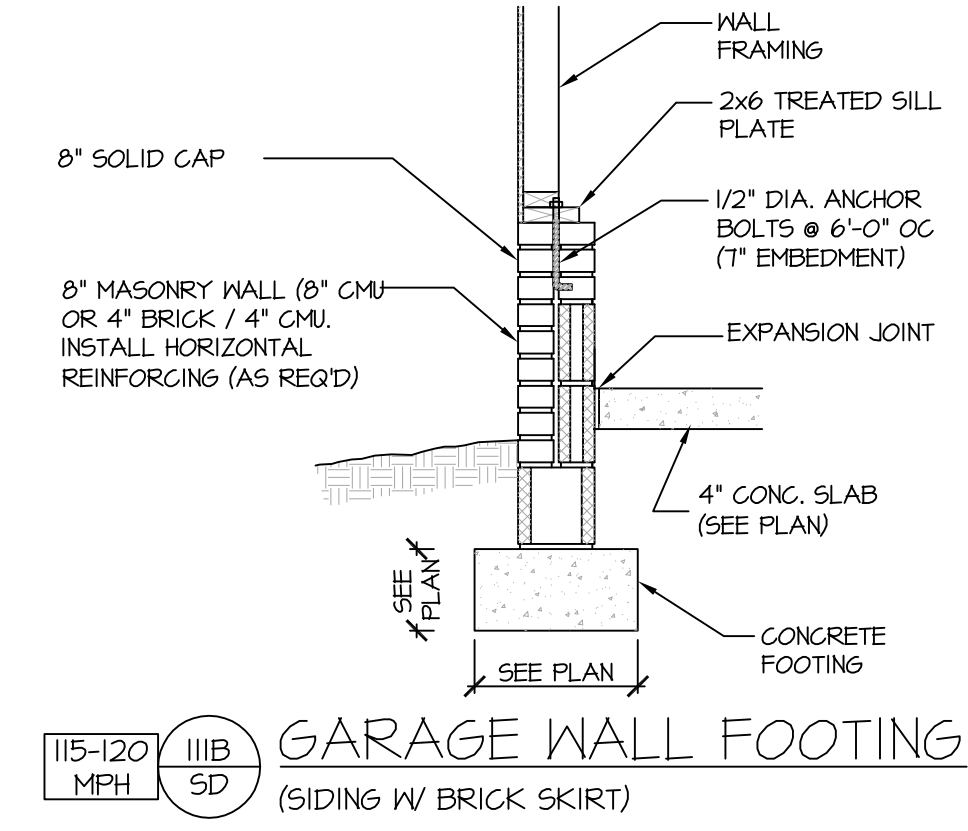 WALL
FRAMING
2x6 TREATED SILL
PLATE
8" SOLID CAP
1/2" DIA. ANCHOR
BOLTS @ 6'-0" OC
(7" EMBEDMENT)
8" MASONRY WALL (8" CMU
OR 4" BRICK / 4" CMU.
INSTALL HORIZONTAL
REINFORCING (AS REQ'D)
EXPANSION JOINT
4" CONC. SLAB
(SEE PLAN)
SEE
PLAN
CONCRETE
FOOTING
SEE PLAN
115-120
MPH
111B
SD
GARAGE WALL FOOTING
(SIDING W/ BRICK SKIRT)